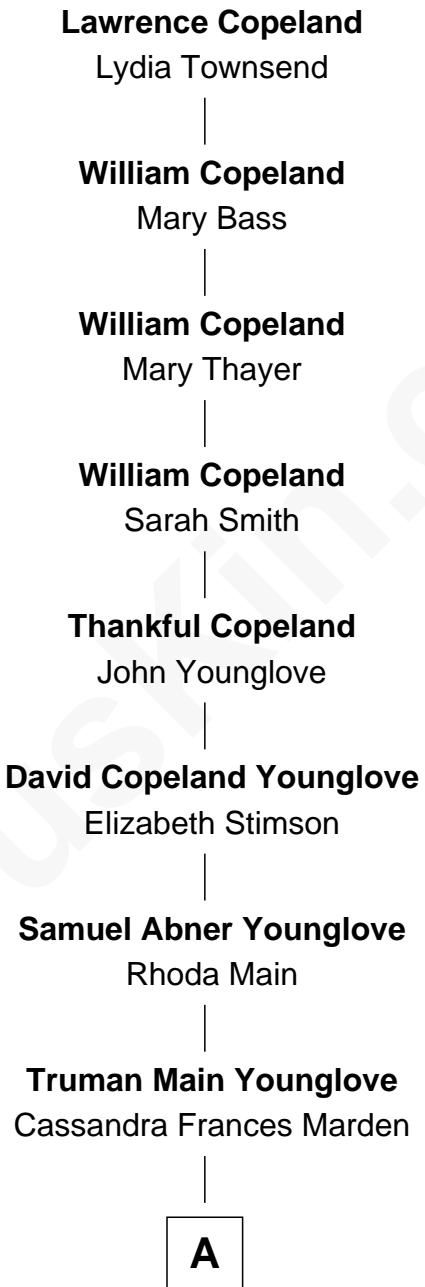 Lawrence Copeland
Lydia Townsend
William Copeland
Mary Bass
William Copeland
Mary Thayer
William Copeland
Sarah Smith
Thankful Copeland
John Younglove
David Copeland Younglove
Elizabeth Stimson
Samuel Abner Younglove
Rhoda Main
Truman Main Younglove
Cassandra Frances Marden
A